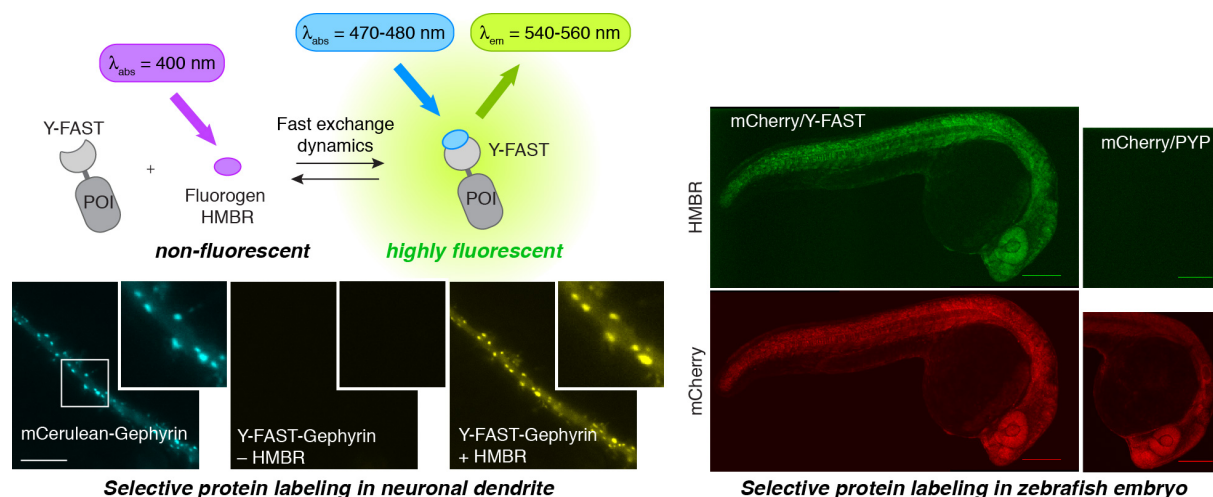 λabs = 400 nm
λabs = 470-480 nm
λem = 540-560 nm
Y-FAST
+
POI
Fluorogen
HMBR
Fast exchange
dynamics
Y-FAST
POI
non-fluorescent
highly fluorescent
mCerulean-Gephyrin
Y-FAST-Gephyrin
– HMBR
Y-FAST-Gephyrin
+ HMBR
Selective protein labeling in neuronal dendrite
HMBR
mCherry/Y-FAST
mCherry/PYP
mCherry
Selective protein labeling in zebrafish embryo